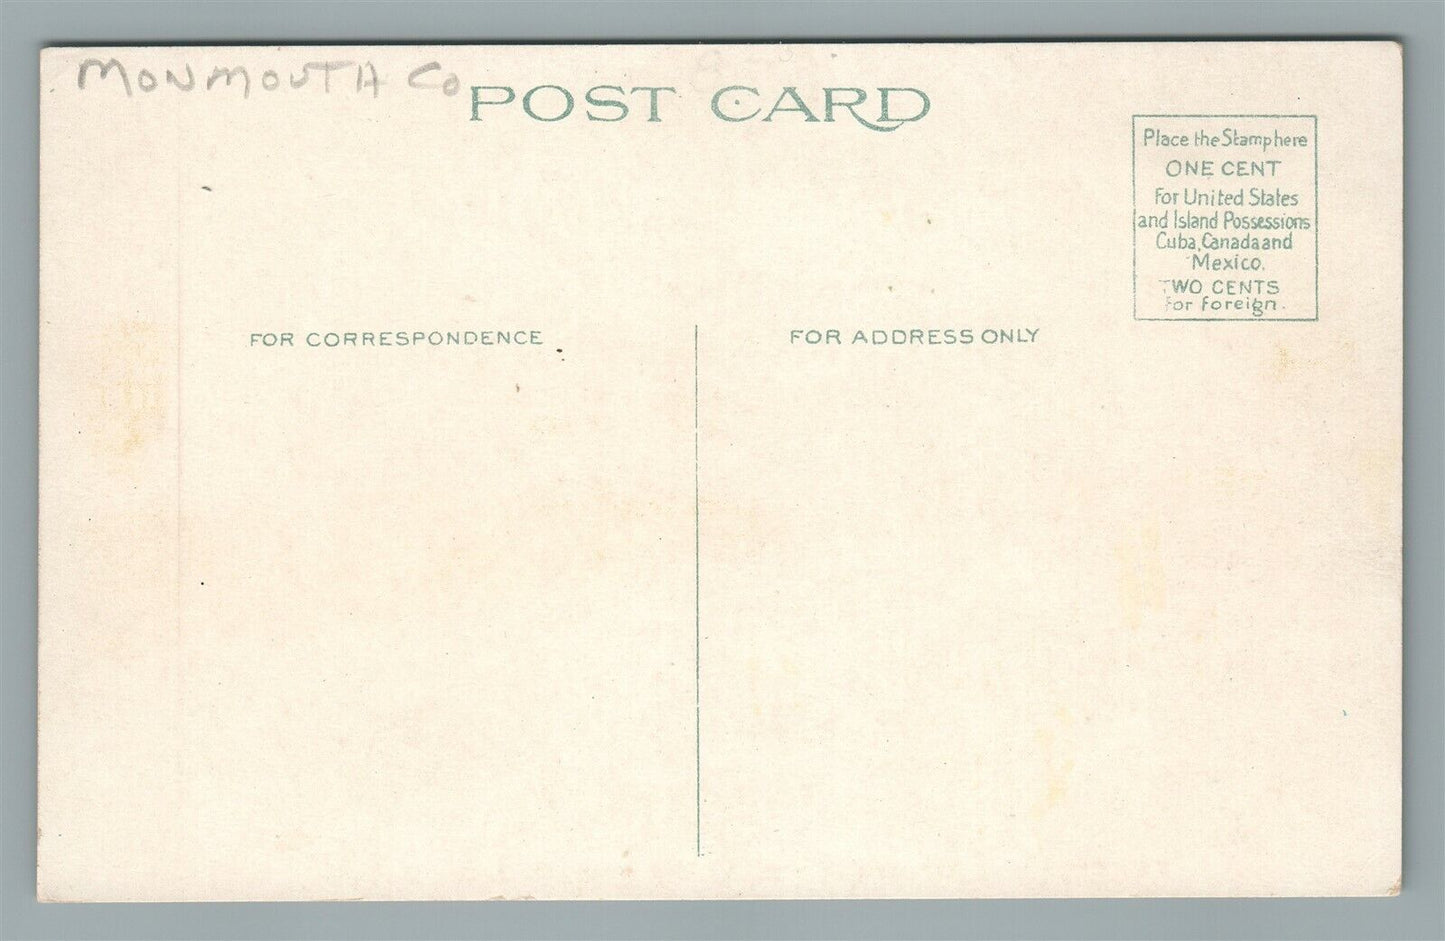 MONMOUTH Co
POST CARD
Place the Stamp here
ONE CENT
For United States
and Island Possessions
Cuba, Canada and
Mexico.
TWO CENTS
for Foreign.
FOR CORRESPONDENCE
FOR ADDRESS ONLY